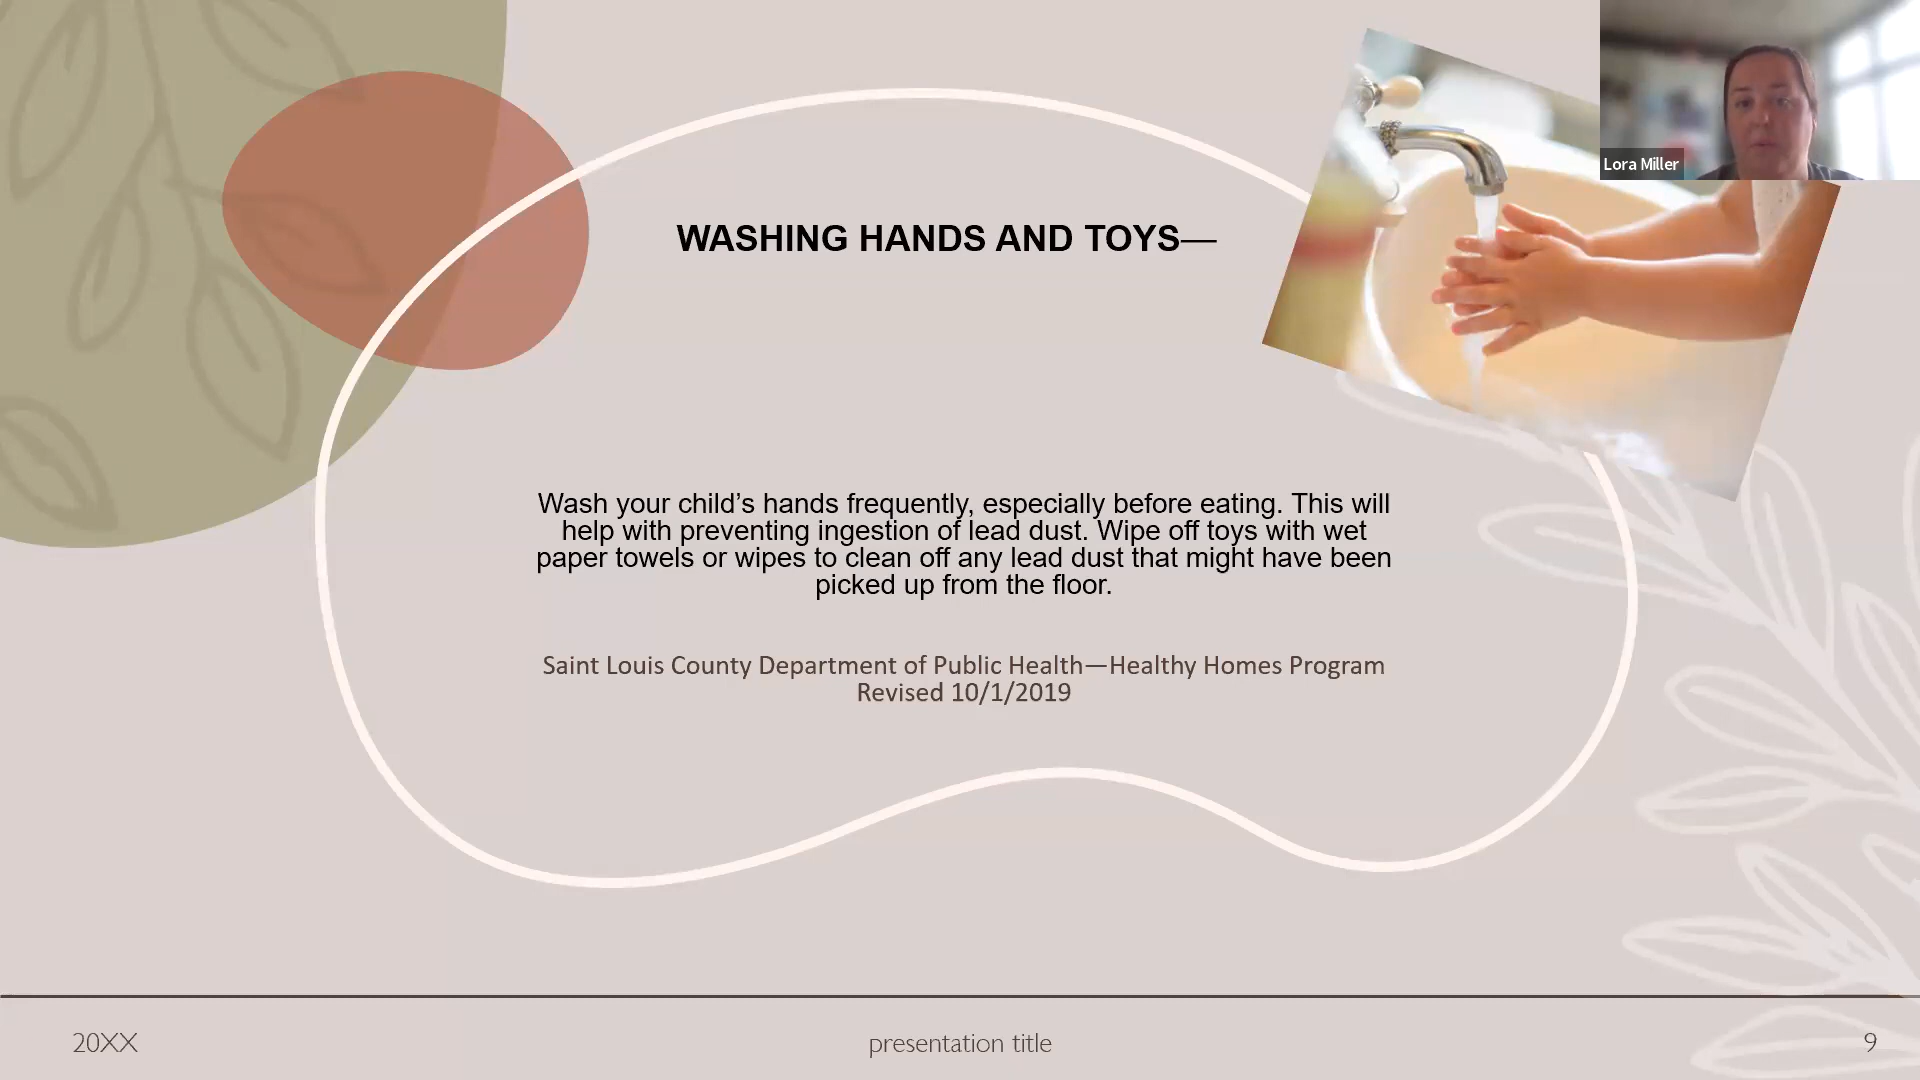 Lora Miller
WASHING HANDS AND TOYS—
Wash your child’s hands frequently, especially before eating. This will
help with preventing ingestion of lead dust. Wipe off toys with wet
paper towels or wipes to clean off any lead dust that might have been
picked up from the floor.
Saint Louis County Department of Public Health—Healthy Homes Program
Revised 10/1/2019
20XX
presentation title
9